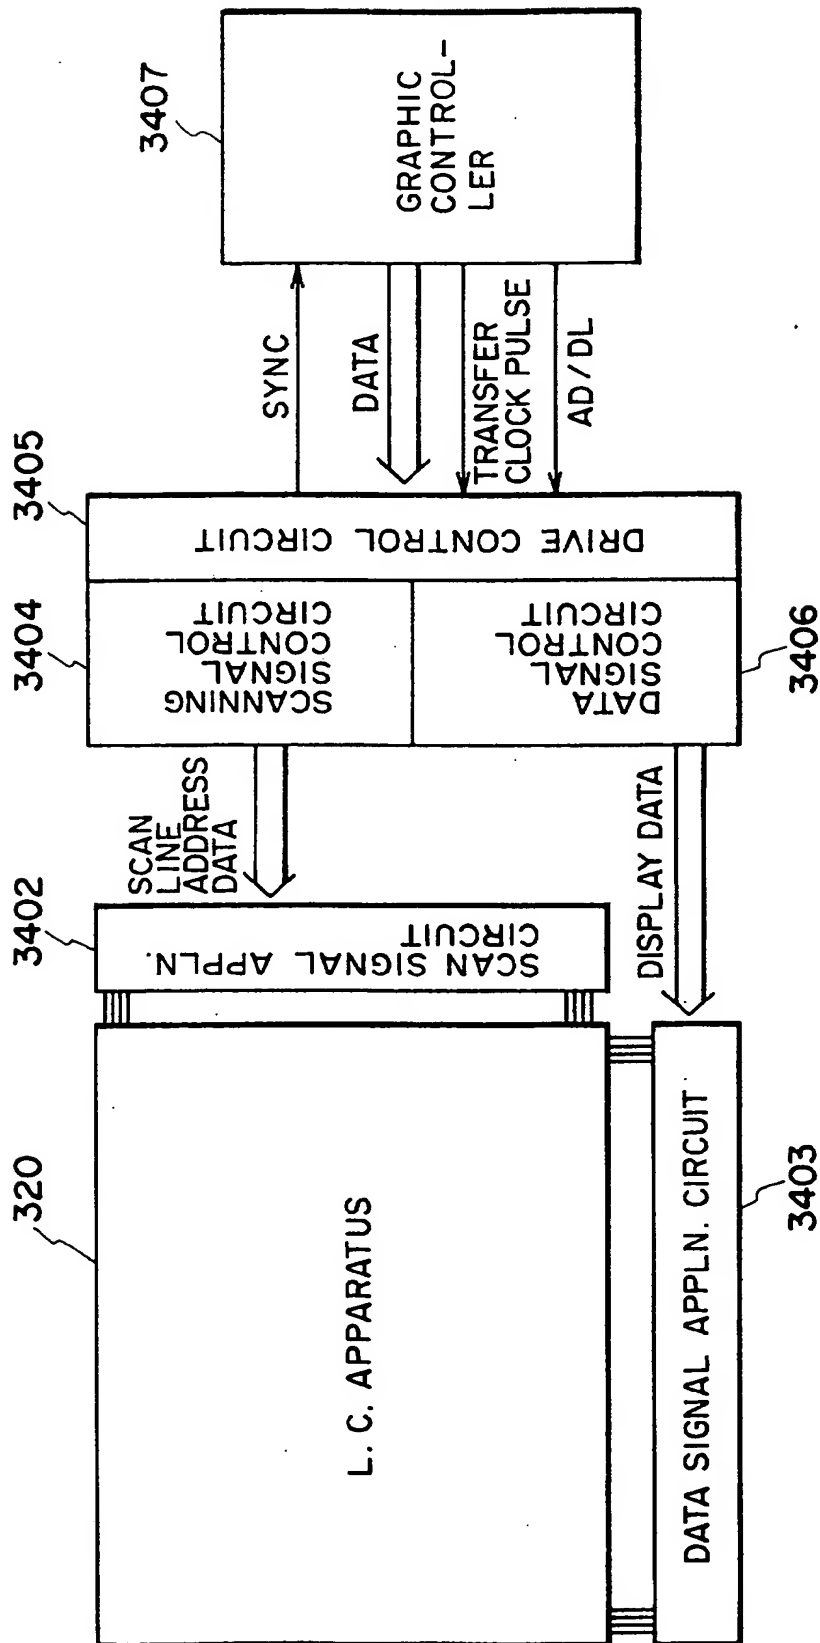 320
3402
3404
3405
3407
L. C. APPARATUS
SCAN SIGNAL APPLN.
CIRCUIT
SCAN
LINE
ADDRESS
DATA
SCANNING
SIGNAL
CONTROL
CIRCUIT
DRIVE CONTROL CIRCUIT
SYNC
DATA
TRANSFER
CLOCK PULSE
AD/DL
GRAPHIC
CONTROL-
LER
DATA
SIGNAL
CONTROL
CIRCUIT
DISPLAY DATA
DATA SIGNAL APPLN. CIRCUIT
3403
3406